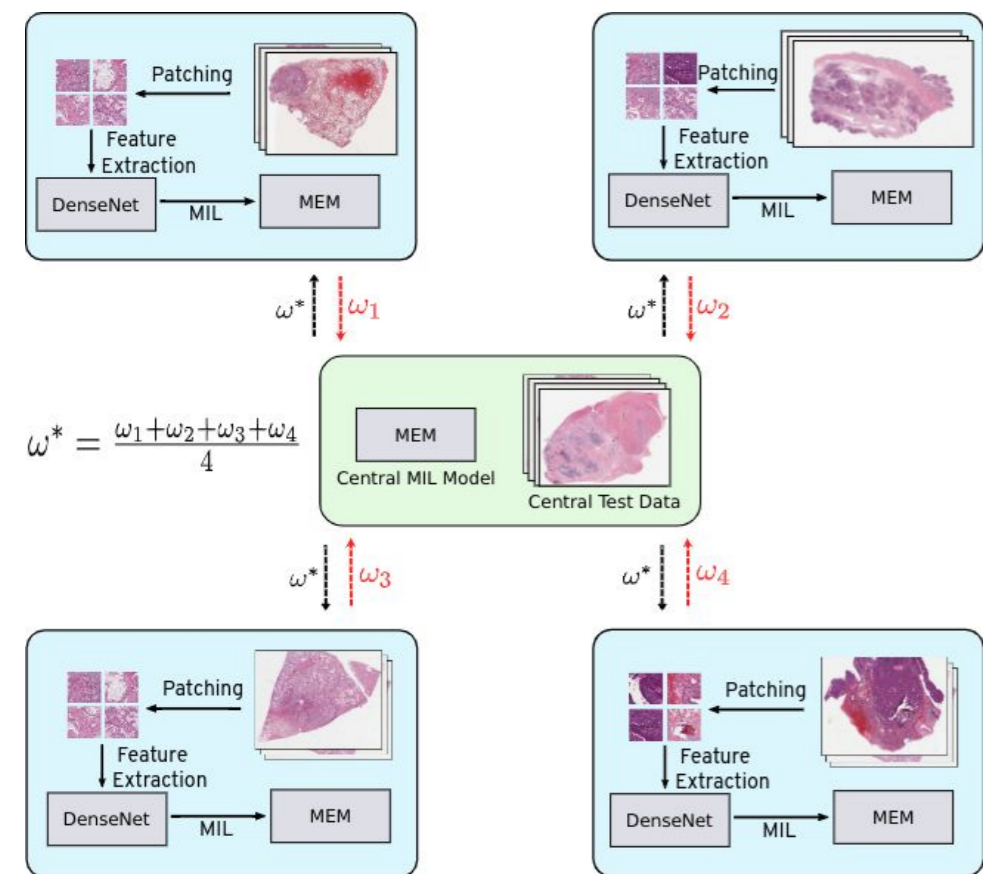 Patching
Feature
Extraction
DenseNet
MIL
MEM
Patching
Feature
Extraction
DenseNet
MIL
MEM
ω*
ω1
ω*
ω2
ω* = (ω1+ω2+ω3+ω4)/4
MEM
Central MIL Model
Central Test Data
ω*
ω3
ω*
ω4
Patching
Feature
Extraction
DenseNet
MIL
MEM
Patching
Feature
Extraction
DenseNet
MIL
MEM